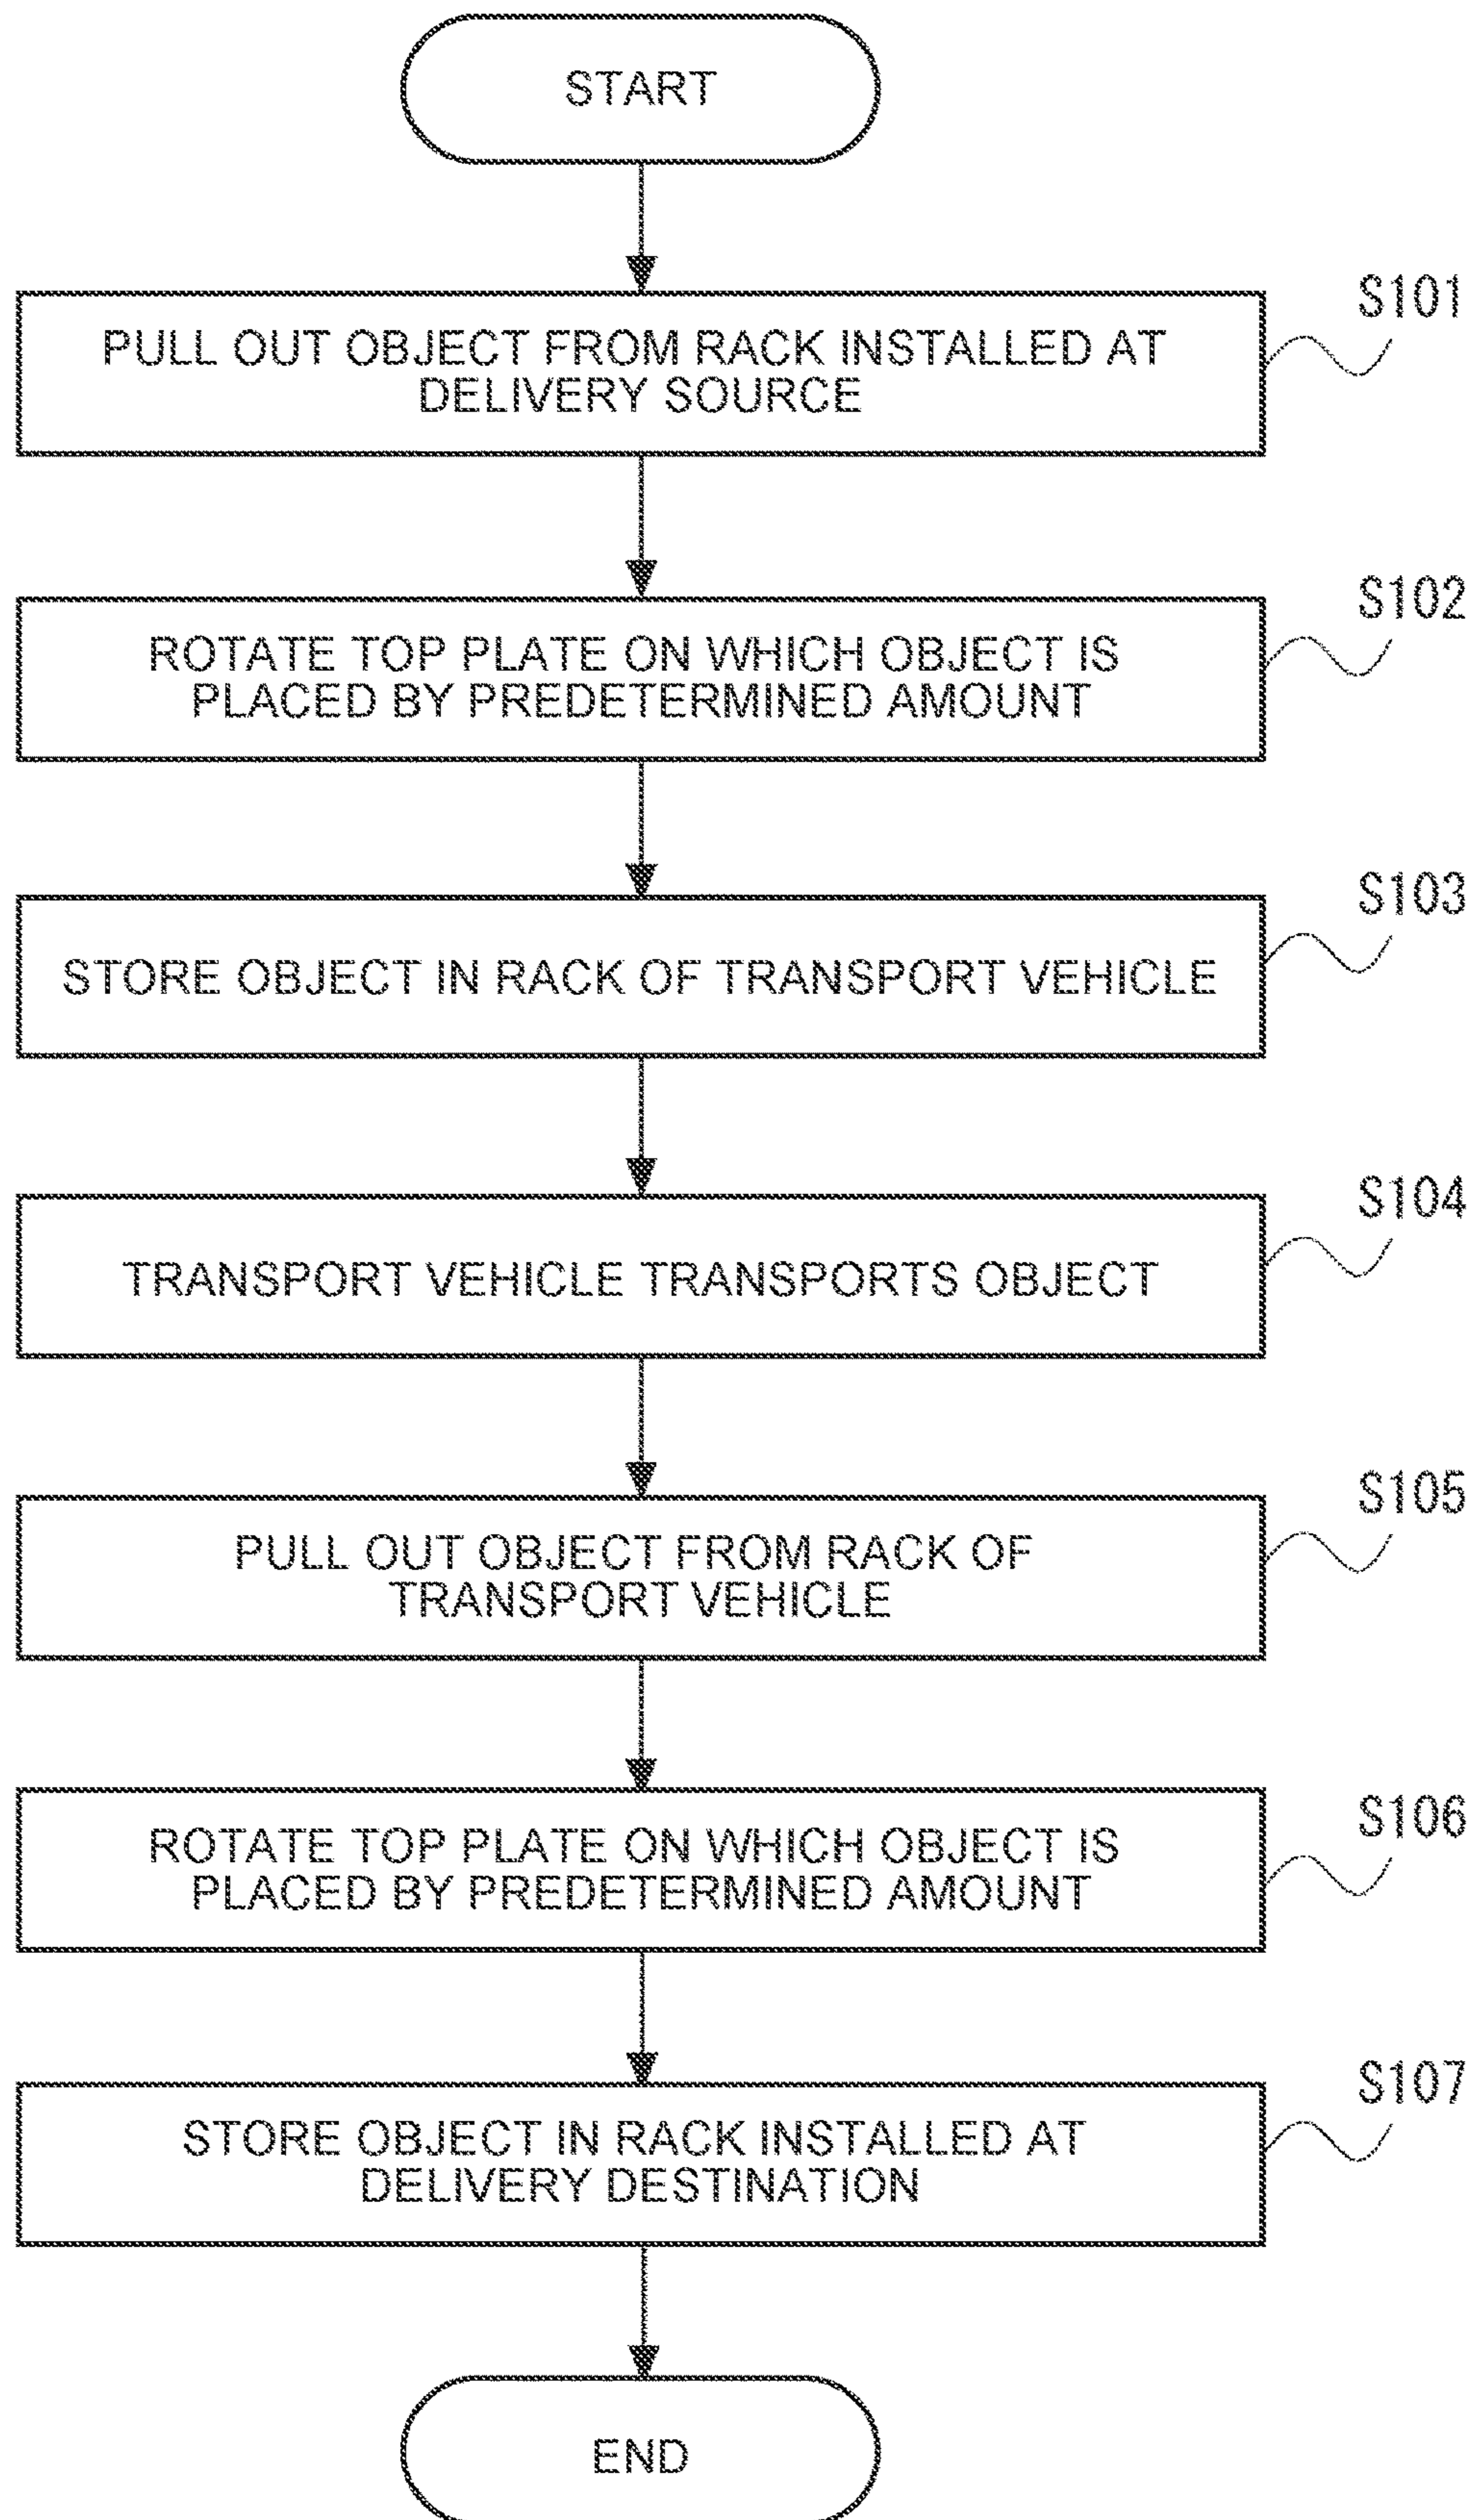 START
S101
PULL OUT OBJECT FROM RACK INSTALLED AT
DELIVERY SOURCE
S102
ROTATE TOP PLATE ON WHICH OBJECT IS
PLACED BY PREDETERMINED AMOUNT
S103
STORE OBJECT IN RACK OF TRANSPORT VEHICLE
S104
TRANSPORT VEHICLE TRANSPORTS OBJECT
S105
PULL OUT OBJECT FROM RACK OF
TRANSPORT VEHICLE
S106
ROTATE TOP PLATE ON WHICH OBJECT IS
PLACED BY PREDETERMINED AMOUNT
S107
STORE OBJECT IN RACK INSTALLED AT
DELIVERY DESTINATION
END